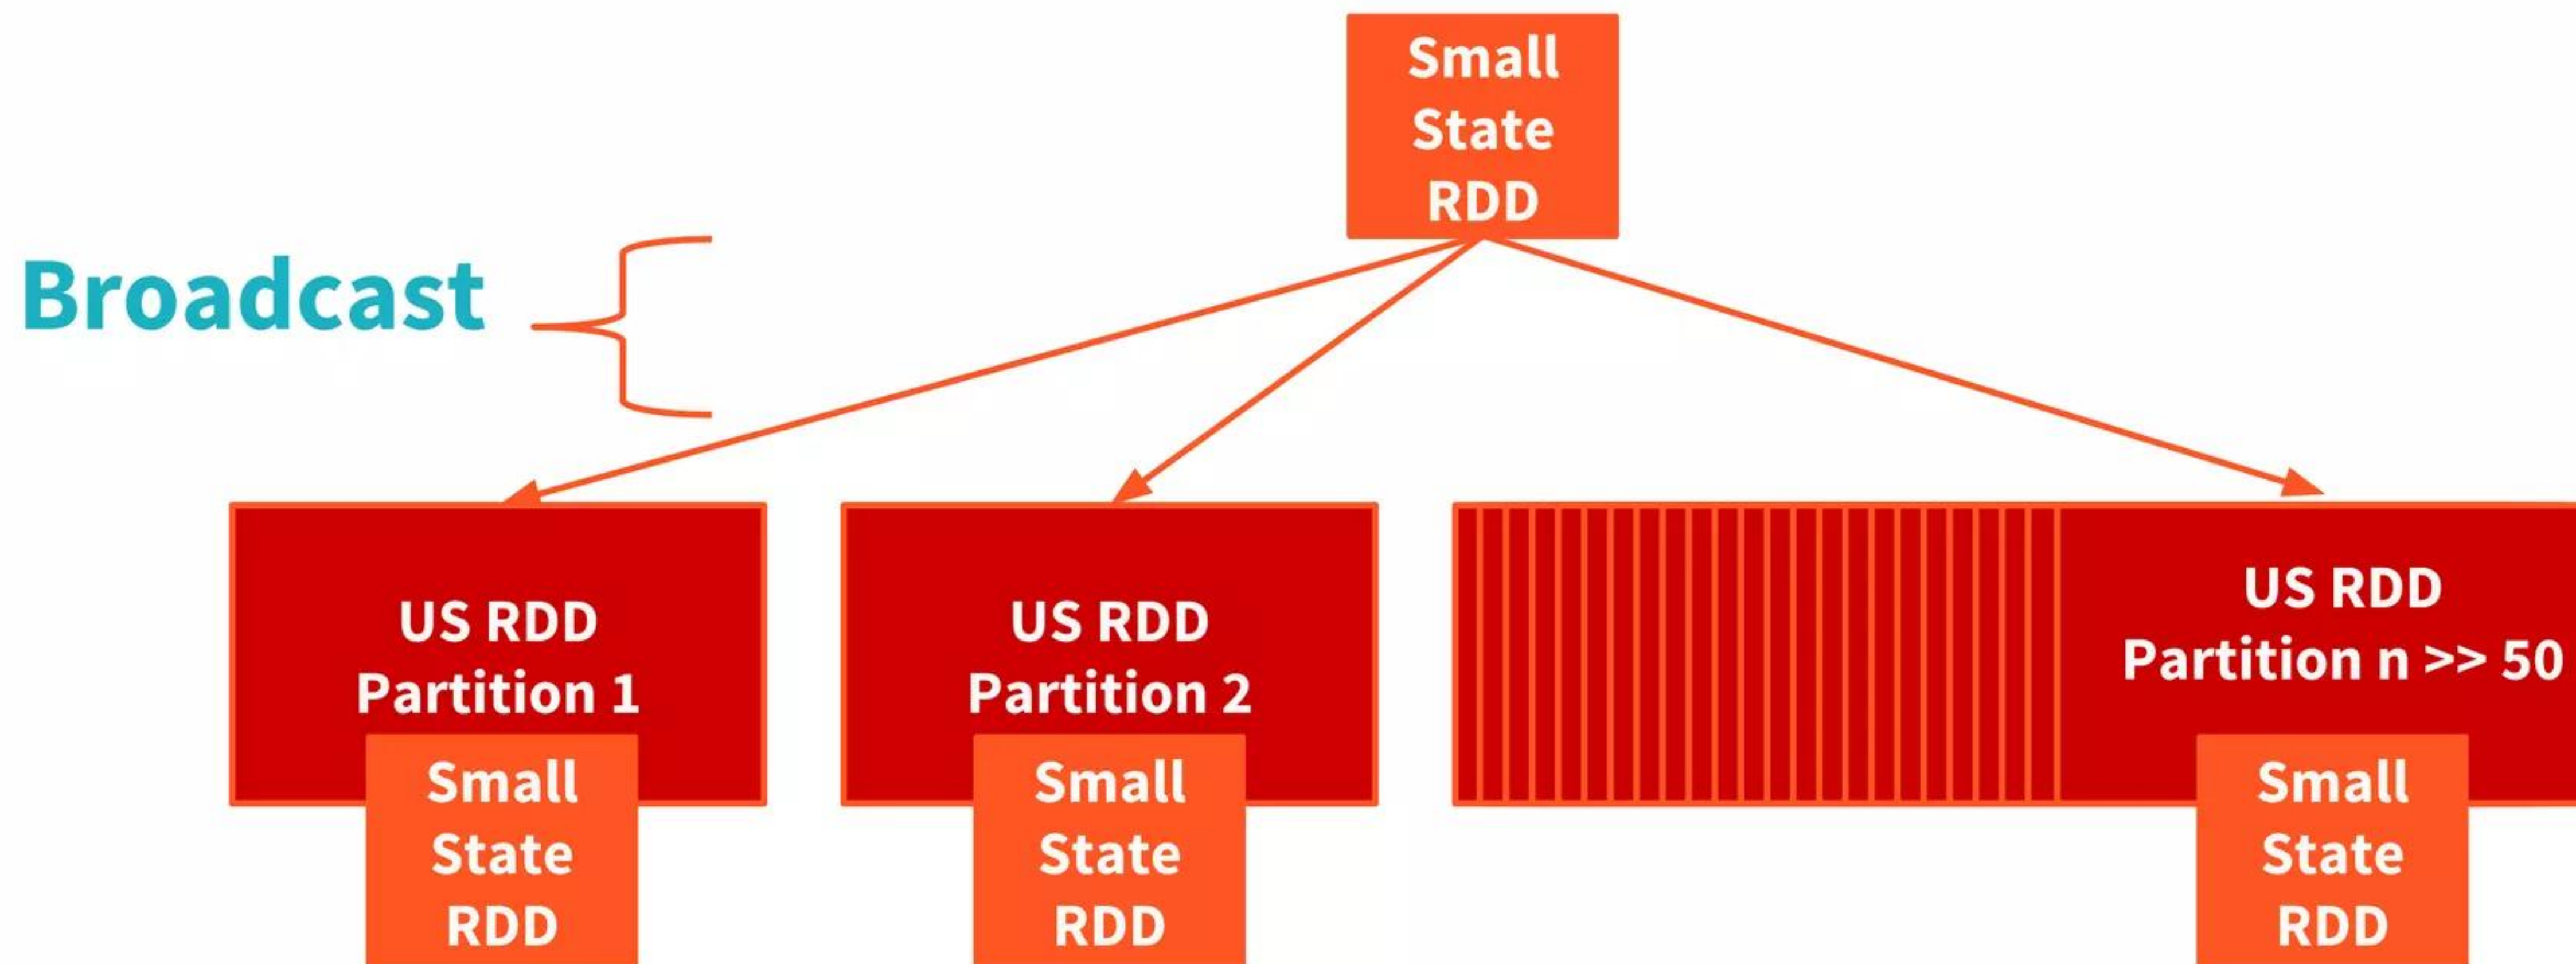 Small
State
RDD
Broadcast
US RDD
Partition 1
US RDD
Partition 2
US RDD
Partition n >> 50
Small
State
RDD
Small
State
RDD
Small
State
RDD